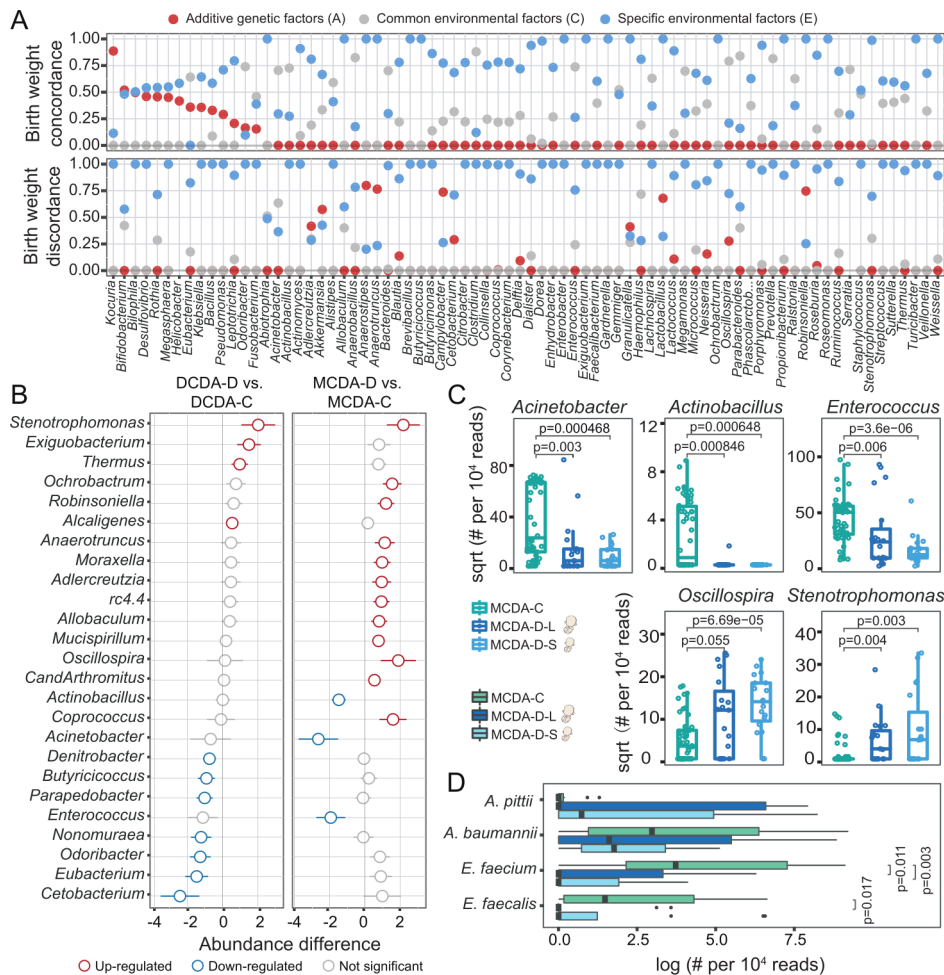 A
Additive genetic factors (A)
Common environmental factors (C)
Specific environmental factors (E)
Birth weight
concordance
1.00
0.75
0.50
0.25
0.00
Birth weight
discordance
1.00
0.75
0.50
0.25
0.00
Kocuria
Bifidobacterium
Bilophila
Desulfovibrio
Rothia
Megasphaera
Helicobacter
Eubacterium
Klebsiella
Lactobacillus
Pseudomonas
Leptotrichia
Odoribacter
Fusobacterium
Abiotrophia
Acinetobacter
Actinobacillus
Actinomyces
Adlercreutzia
Akkermansia
Alistipes
Allobaculum
Anaerobacillus
Anaerostipes
Anaerotruncus
Bacteroides
Blautia
Brevibacillus
Butyricicoccus
Butyricimonas
Campylobacter
Cetobacterium
Citrobacter
Clostridium
Collinsella
Coprococcus
Corynebacterium
Delftia
Dialister
Dorea
Enhydrobacter
Enterobacter
Enterococcus
Exiguobacterium
Faecalibacterium
Garmeriella
Gemmiger
Granulicatella
Haemophilus
Lachnospira
Lactobacillus
Lactococcus
Megamonas
Micrococcus
Neisseria
Ochrobactrum
Oscillospira
Parabacteroides
Phascolarctob...
Porphyromonas
Prevotella
Propionibacterium
Ralstonia
Robinsoniella
Roseburia
Roseomonas
Ruminococcus
Serratia
Staphylococcus
Stenotrophomonas
Streptococcus
Sutterella
Thermus
Turicibacter
Veillonella
Weissella
B
DCDA-D vs.
DCDA-C
MCDA-D vs.
MCDA-C
Stenotrophomonas
Exiguobacterium
Thermus
Ochrobactrum
Robinsoniella
Alcaligenes
Anaerotruncus
Moraxella
Adlercreutzia
rc4.4
Allobaculum
Mucispirillum
Oscillospira
CandArthromitus
Actinobacillus
Coprococcus
Acinetobacter
Denitrobacter
Butyricicoccus
Parapedobacter
Enterococcus
Nonomuraea
Odoribacter
Eubacterium
Cetobacterium
-4 -2 0 2 -4 -2 0 2
Abundance difference
Up-regulated
Down-regulated
Not significant
C
Acinetobacter
p=0.000468
p=0.003
80
40
0
sqrt (# per 10⁴ reads)
Actinobacillus
p=0.000648
p=0.000846
12
8
4
0
Enterococcus
p=3.6e-06
p=0.006
100
50
0
MCDA-C
MCDA-D-L
MCDA-D-S
MCDA-C
MCDA-D-L
MCDA-D-S
Oscillospira
p=6.69e-05
p=0.055
30
20
10
0
sqrt (# per 10⁴ reads)
Stenotrophomonas
p=0.003
p=0.004
40
30
20
10
0
D
A. pittii
A. baumannii
E. faecium
E. faecalis
p=0.017
p=0.011
p=0.003
0.0 2.5 5.0 7.5
log (# per 10⁴ reads)